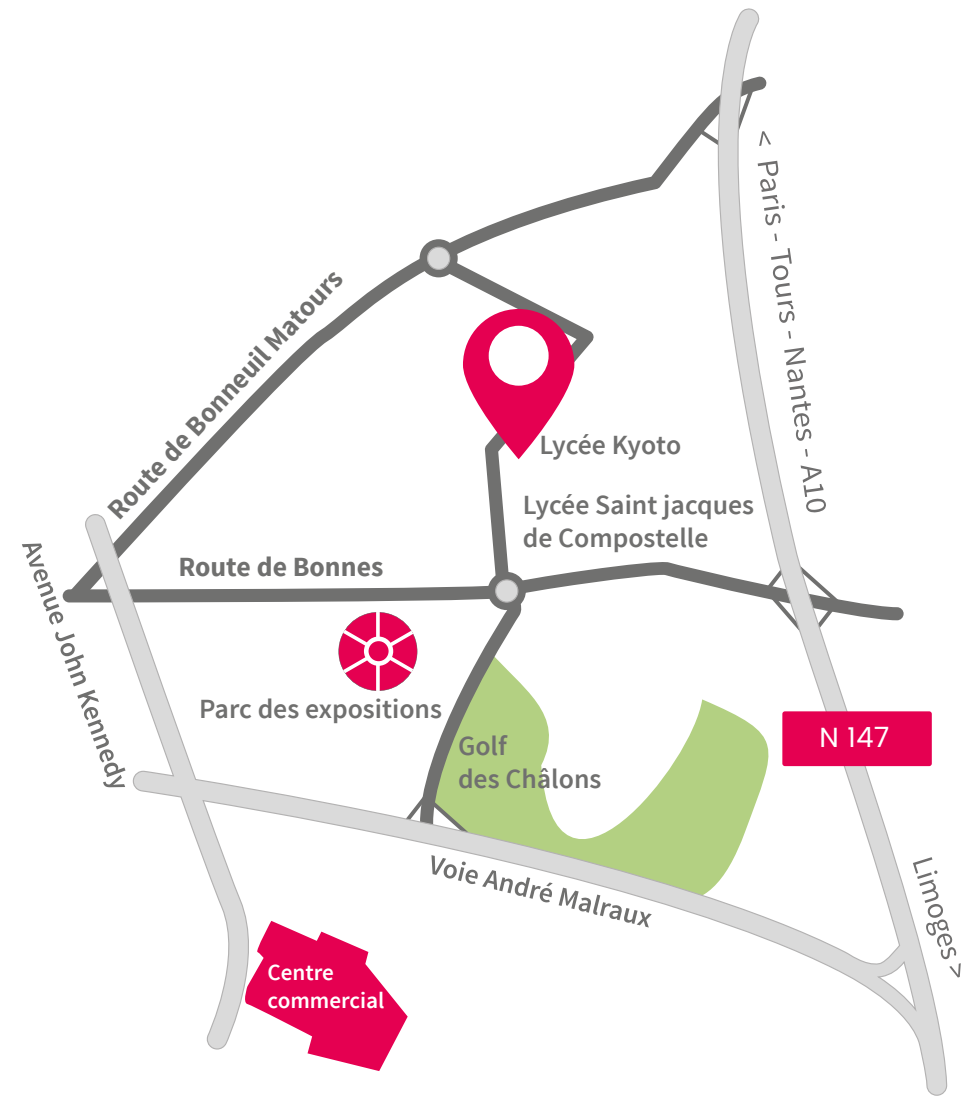 < Paris - Tours - Nantes - A10
Route de Bonneuil Matours
Lycée Kyoto
Lycée Saint jacques
de Compostelle
Route de Bonnes
Avenue John Kennedy
Parc des expositions
N 147
Golf
des Châlons
Voie André Malraux
Limoges >
Centre
commercial